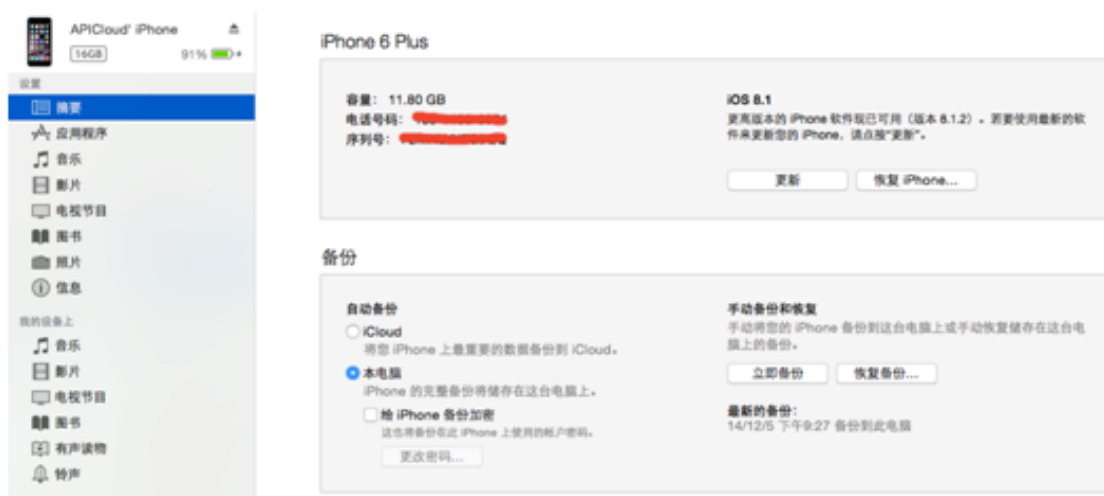 APICloud' iPhone
16GB
91%
设置
摘要
应用程序
音乐
影片
电视节目
图书
照片
信息
我的设备上
音乐
影片
电视节目
图书
有声读物
铃声
iPhone 6 Plus
容量: 11.80 GB
电话号码:
序列号:
iOS 8.1
更高版本的 iPhone 软件现已可用（版本 8.1.2）。若要使用最新的软
件来更新您的 iPhone，请点按“更新”。
更新
恢复 iPhone...
备份
自动备份
iCloud
将您 iPhone 上最重要的数据备份到 iCloud。
本电脑
iPhone 的完整备份将储存在这台电脑上。
给 iPhone 备份加密
这也将备份在此 iPhone 上使用的帐户密码。
更改密码...
手动备份和恢复
手动将您的 iPhone 备份到这台电脑上或手动恢复储存在这台电
脑上的备份。
立即备份
恢复备份...
最新的备份:
14/12/5 下午9:27 备份到此电脑